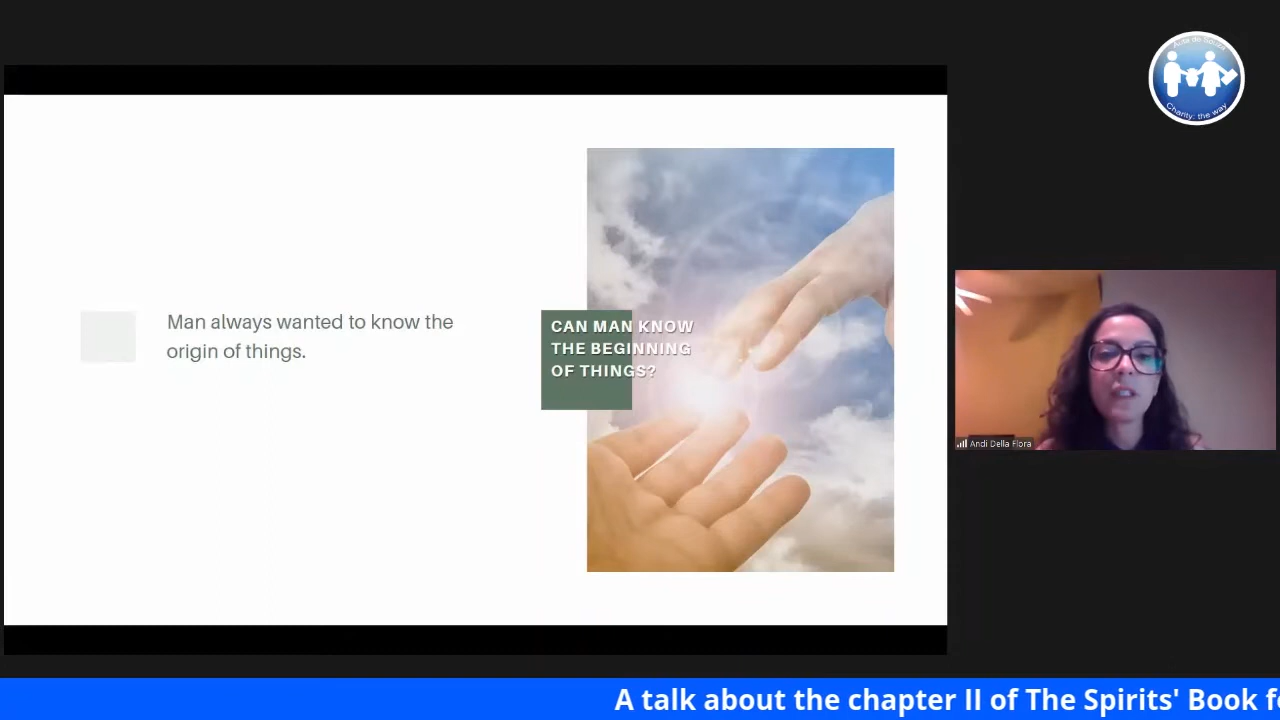 Man always wanted to know the
origin of things.
CAN MAN KNOW
THE BEGINNING
OF THINGS?
Charity: the way
Andi Della Flora
A talk about the chapter II of The Spirits' Book f